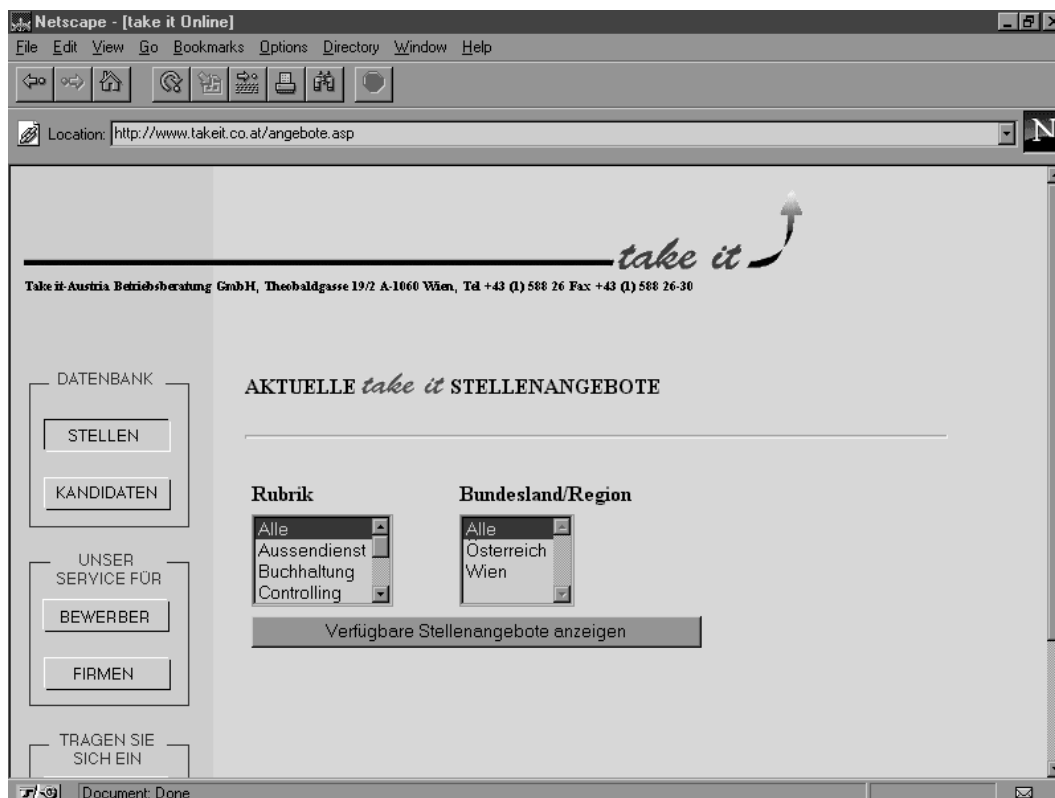 Netscape - [take it Online]
File Edit View Go Bookmarks Options Directory Window Help
Location: http://www.takeit.co.at/angebote.asp
N
take it
Take it-Austria Betriebsberatung GmbH, Theobaldgasse 19/2 A-1060 Wien, Tel +43 (1) 588 26 Fax +43 (1) 588 26-30
DATENBANK
STELLEN
KANDIDATEN
UNSER
SERVICE FÜR
BEWERBER
FIRMEN
TRAGEN SIE
SICH EIN
AKTUELLE take it STELLENANGEBOTE
Rubrik
Alle
Aussendienst
Buchhaltung
Controlling
Bundesland/Region
Alle
Österreich
Wien
Verfügbare Stellenangebote anzeigen
Document: Done